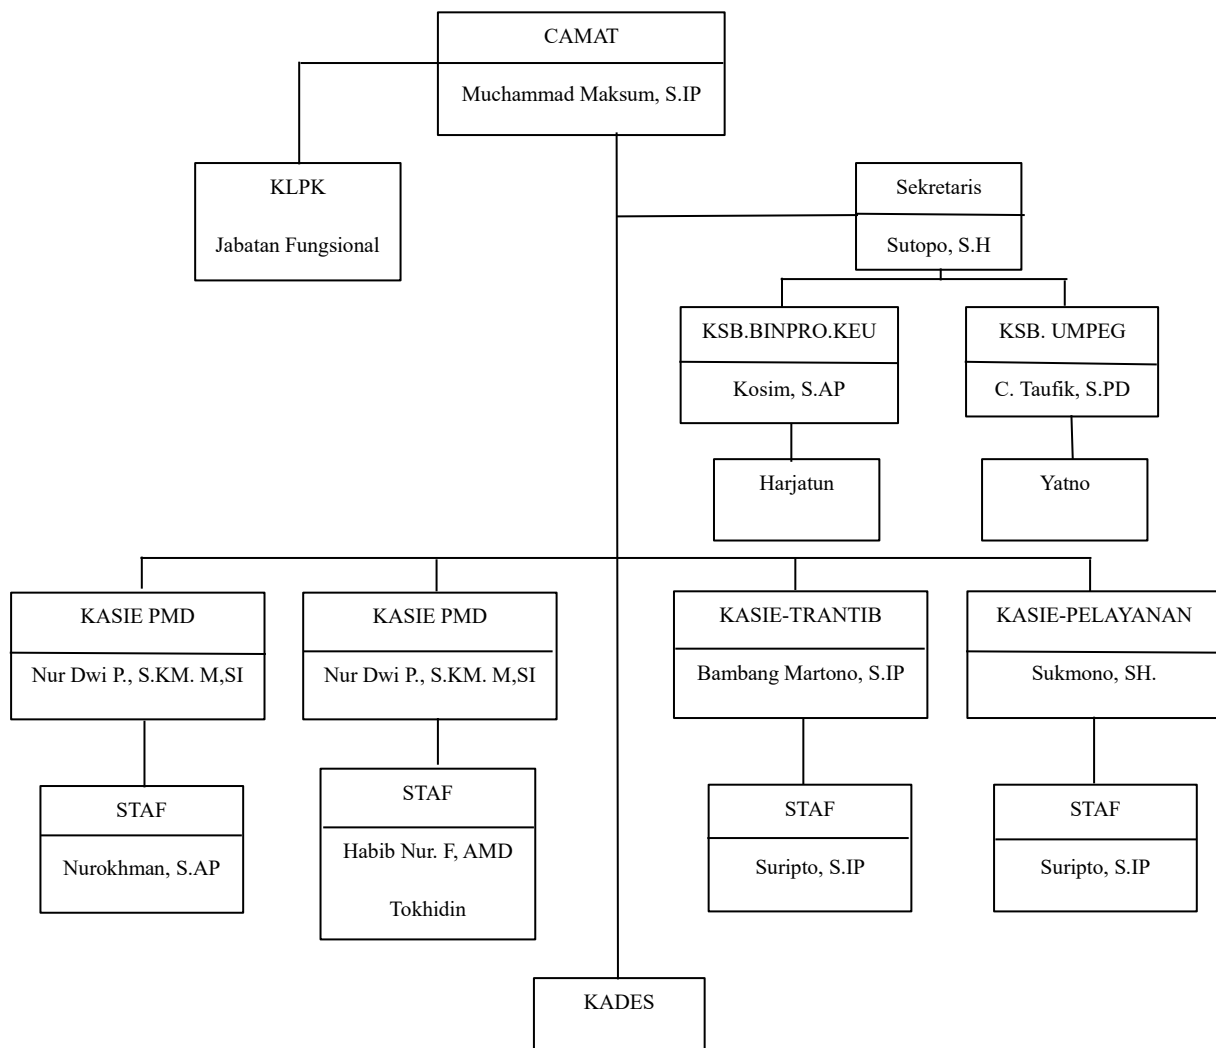 CAMAT
Muchammad Maksum, S.IP
KLPK
Jabatan Fungsional
Sekretaris
Sutopo, S.H
KSB.BINPRO.KEU
Kosim, S.AP
KSB. UMPEG
C. Taufik, S.PD
Harjatun
Yatno
KASIE PMD
Nur Dwi P., S.KM. M,SI
KASIE PMD
Nur Dwi P., S.KM. M,SI
KASIE-TRANTIB
Bambang Martono, S.IP
KASIE-PELAYANAN
Sukmono, SH.
STAF
Nurokhman, S.AP
STAF
Habib Nur. F, AMD
Tokhidin
STAF
Suripto, S.IP
STAF
Suripto, S.IP
KADES